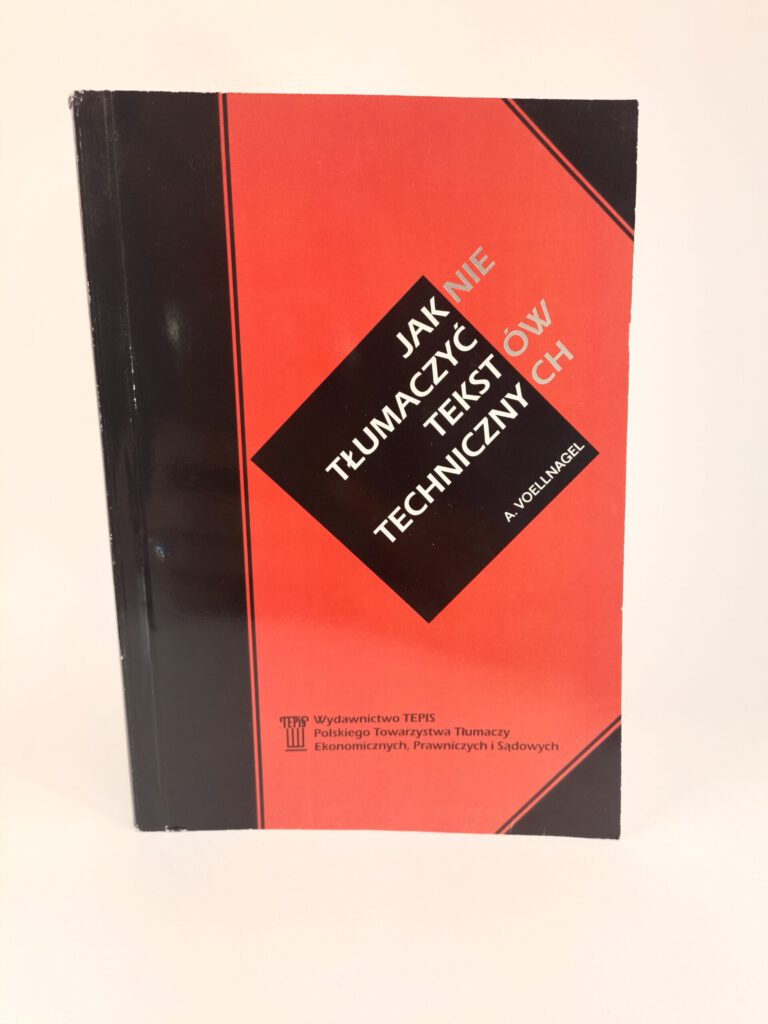 JAK NIE
TŁUMACZYĆ
TEKSTÓW
TECHNICZNYCH
A. VOELLNAGEL
TEPiS
Wydawnictwo TEPIS
Polskiego Towarzystwa Tłumaczy
Ekonomicznych, Prawniczych i Sądowych